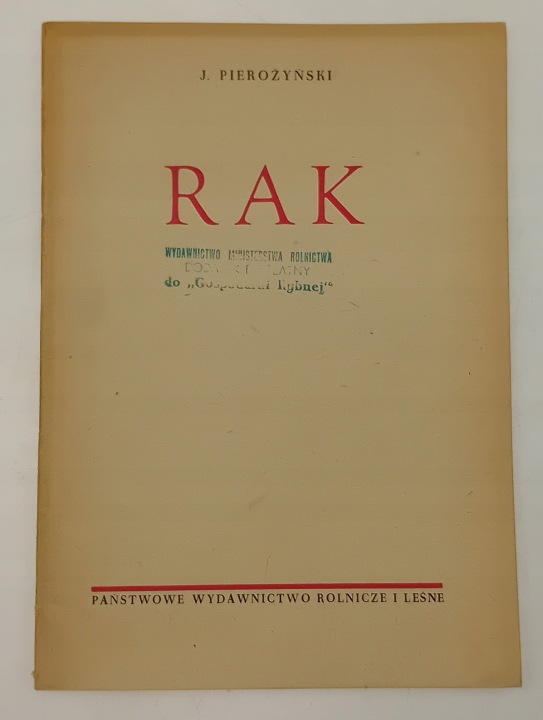 J. PIEROŻYŃSKI
RAK
WYDAWNICTWO MINISTERSTWA ROLNICTWA
do „Gospodarki Rybnej“
PAŃSTWOWE WYDAWNICTWO ROLNICZE I LEŚNE